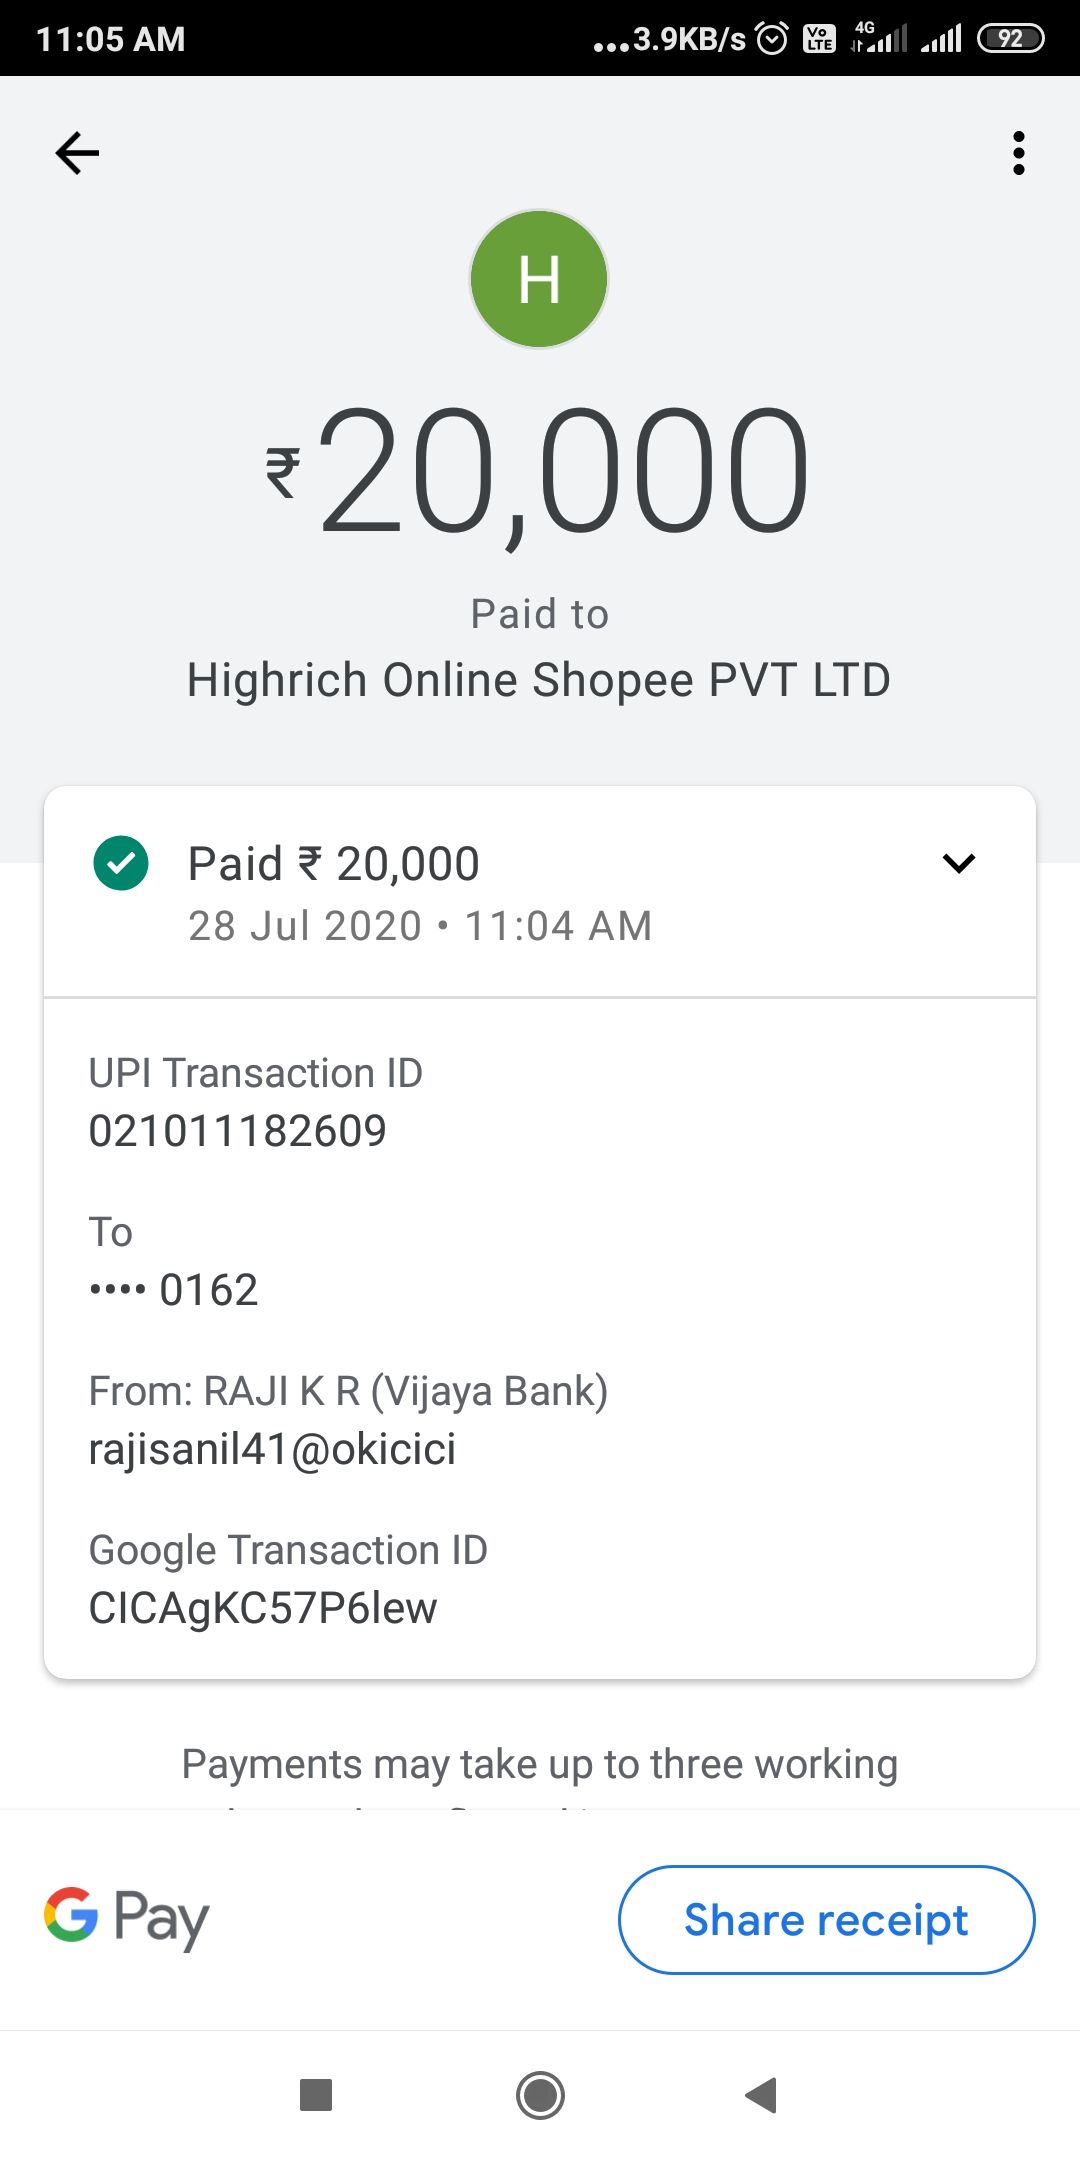 11:05 AM ...3.9KB/s Vo LTE 4G 92
H
₹20,000
Paid to
Highrich Online Shopee PVT LTD
Paid ₹ 20,000
28 Jul 2020 • 11:04 AM
UPI Transaction ID
021011182609
To
•••• 0162
From: RAJI K R (Vijaya Bank)
rajisanil41@okicici
Google Transaction ID
CICAgKC57P6lew
Payments may take up to three working
G Pay
Share receipt